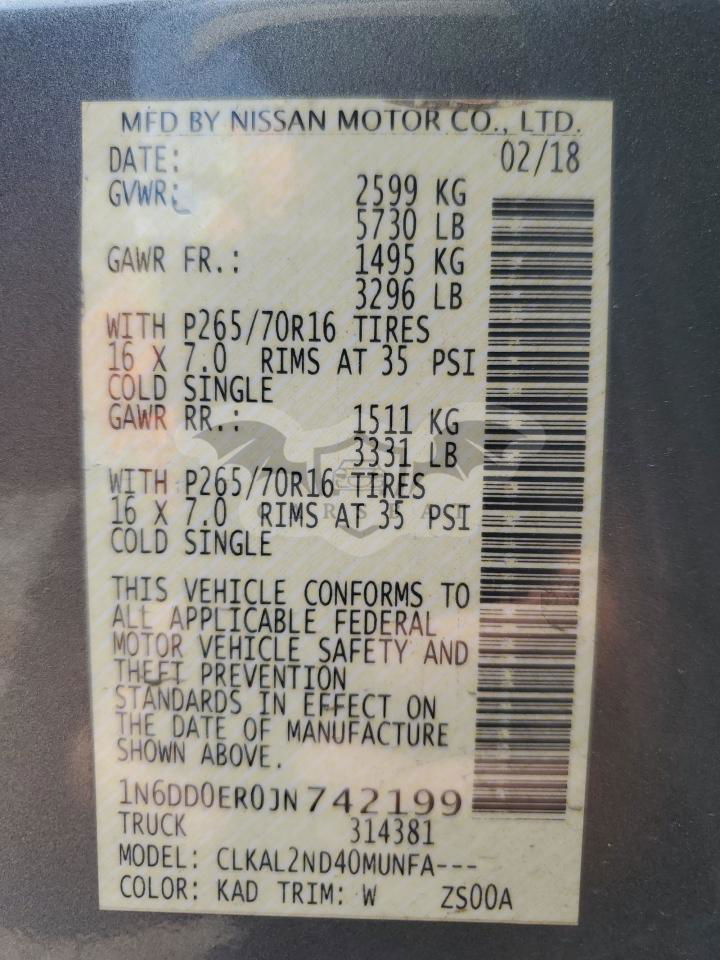 MFD BY NISSAN MOTOR CO., LTD.
DATE: 02/18
GVWR: 2599 KG
5730 LB
GAWR FR.: 1495 KG
3296 LB
WITH P265/70R16 TIRES
16 X 7.0 RIMS AT 35 PSI
COLD SINGLE
GAWR RR.: 1511 KG
3331 LB
WITH P265/70R16 TIRES
16 X 7.0 RIMS AT 35 PSI
COLD SINGLE
THIS VEHICLE CONFORMS TO
ALL APPLICABLE FEDERAL
MOTOR VEHICLE SAFETY AND
THEFT PREVENTION
STANDARDS IN EFFECT ON
THE DATE OF MANUFACTURE
SHOWN ABOVE.
1N6DD0ER0JN742199
TRUCK 314381
MODEL: CLKAL2ND40MUNFA---
COLOR: KAD TRIM: W ZS00A